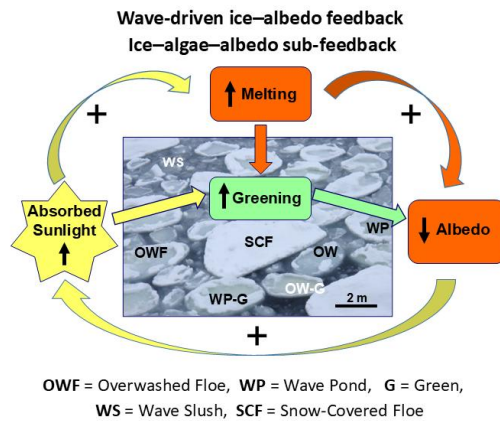 Wave-driven ice–albedo feedback
Ice–algae–albedo sub-feedback
+
Melting
+
WS
Absorbed
Sunlight
Greening
WP
Albedo
OWF
SCF
OW
WP-G
OW-G
2 m
+
OWF = Overwashed Floe, WP = Wave Pond, G = Green,
WS = Wave Slush, SCF = Snow-Covered Floe